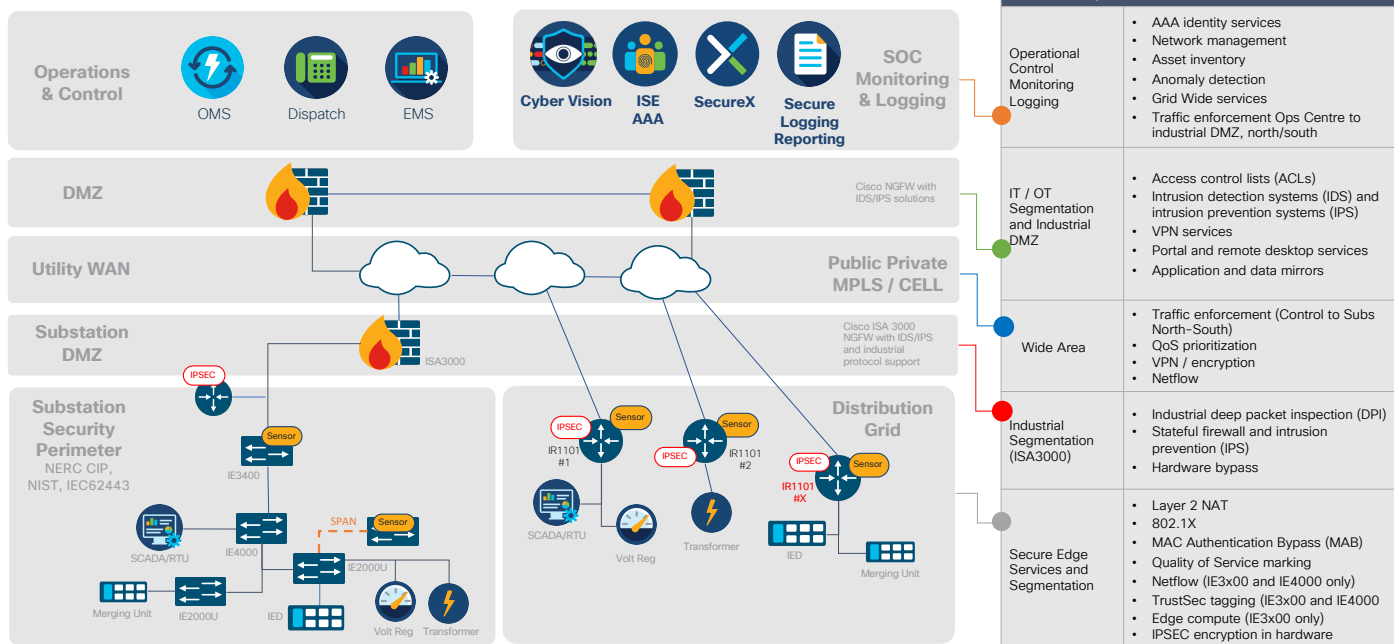 Operations
& Control
OMS
Dispatch
EMS
Cyber Vision
ISE
AAA
SecureX
Secure
Logging
Reporting
SOC
Monitoring
& Logging
DMZ
Cisco NGFW with
IDS/IPS solutions
Utility WAN
Public Private
MPLS / CELL
Substation
DMZ
ISA3000
Cisco ISA 3000
NGFW with IDS/IPS
and industrial
protocol support
Substation
Security
Perimeter
NERC CIP,
NIST, IEC62443
IPSEC
Sensor
IE3400
SCADA/RTU
IE4000
SPAN
Sensor
IE2000U
Merging Unit
IE2000U
IED
Volt Reg
Transformer
Distribution
Grid
IPSEC
Sensor
IR1101
#1
SCADA/RTU
Volt Reg
Sensor
IPSEC
IR1101
#2
Transformer
IPSEC
Sensor
IR1101
#X
IED
Merging Unit
Operational
Control
Monitoring
Logging
• AAA identity services
• Network management
• Asset inventory
• Anomaly detection
• Grid Wide services
• Traffic enforcement Ops Centre to
industrial DMZ, north/south
IT / OT
Segmentation
and Industrial
DMZ
• Access control lists (ACLs)
• Intrusion detection systems (IDS) and
intrusion prevention systems (IPS)
• VPN services
• Portal and remote desktop services
• Application and data mirrors
Wide Area
• Traffic enforcement (Control to Subs
North-South)
• QoS prioritization
• VPN / encryption
• Netflow
Industrial
Segmentation
(ISA3000)
• Industrial deep packet inspection (DPI)
• Stateful firewall and intrusion
prevention (IPS)
• Hardware bypass
Secure Edge
Services and
Segmentation
• Layer 2 NAT
• 802.1X
• MAC Authentication Bypass (MAB)
• Quality of Service marking
• Netflow (IE3x00 and IE4000 only)
• TrustSec tagging (IE3x00 and IE4000
• Edge compute (IE3x00 only)
• IPSEC encryption in hardware